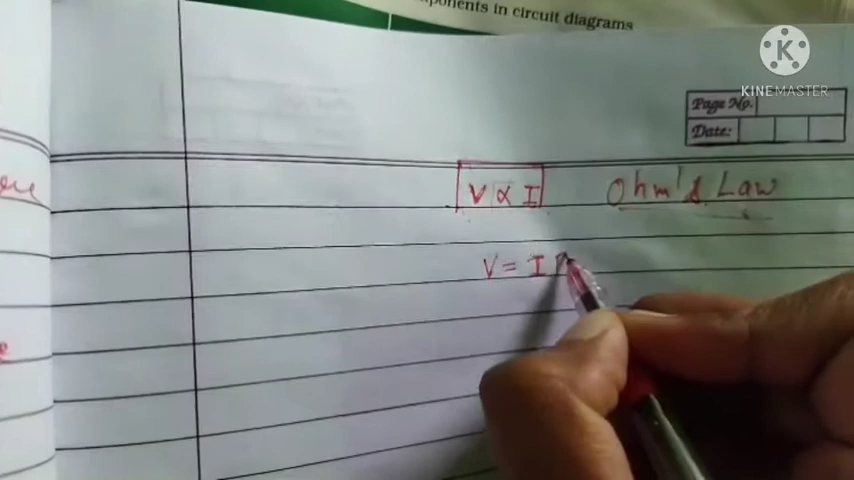 ponents in circuit diagrams
K
KINEMASTER
Page No.
Date:
V ∝ I Ohm's Law
V = I R